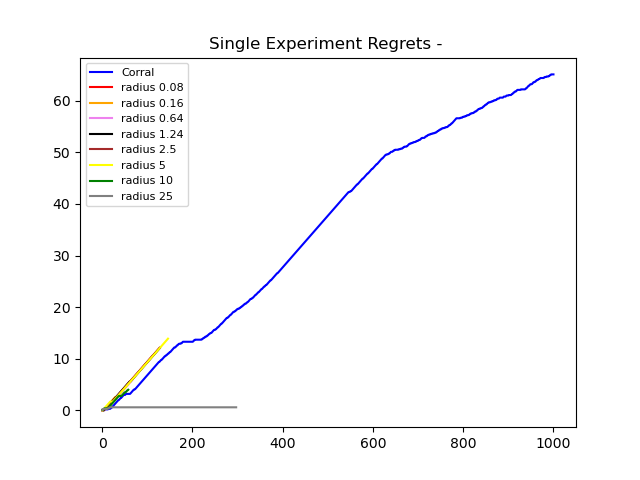 Single Experiment Regrets -
Corral
radius 0.08
radius 0.16
radius 0.64
radius 1.24
radius 2.5
radius 5
radius 10
radius 25
60
50
40
30
20
10
0
0 200 400 600 800 1000